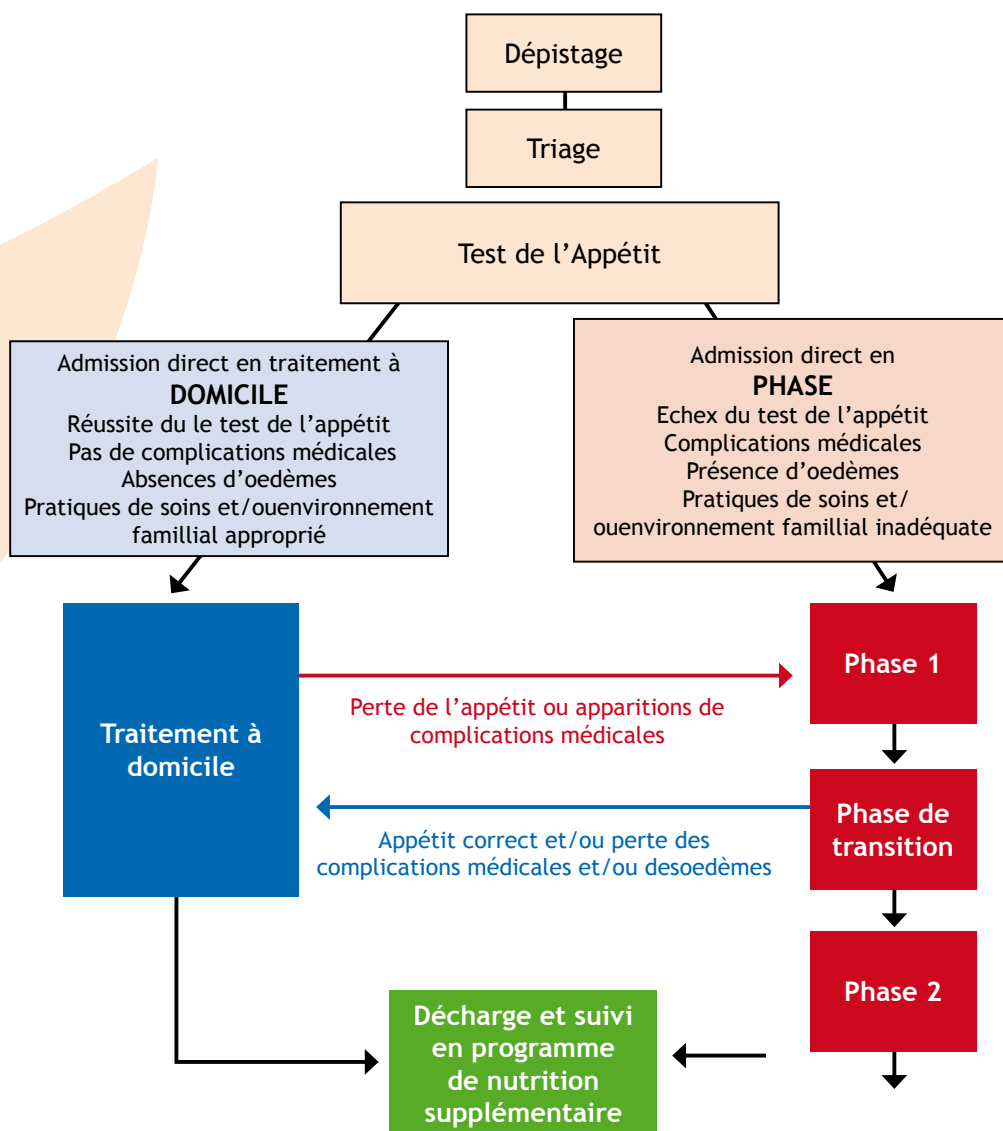 Dépistage
Triage
Test de l’Appétit
Admission direct en traitement à
DOMICILE
Réussite du le test de l’appétit
Pas de complications médicales
Absences d’oedèmes
Pratiques de soins et/ouenvironnement
famillial approprié
Admission direct en
PHASE
Echex du test de l’appétit
Complications médicales
Présence d’oedèmes
Pratiques de soins et/
ouenvironnement famillial inadéquate
Traitement à
domicile
Perte de l’appétit ou apparitions de
complications médicales
Phase 1
Appétit correct et/ou perte des
complications médicales et/ou desoedèmes
Phase de
transition
Phase 2
Décharge et suivi
en programme
de nutrition
supplémentaire